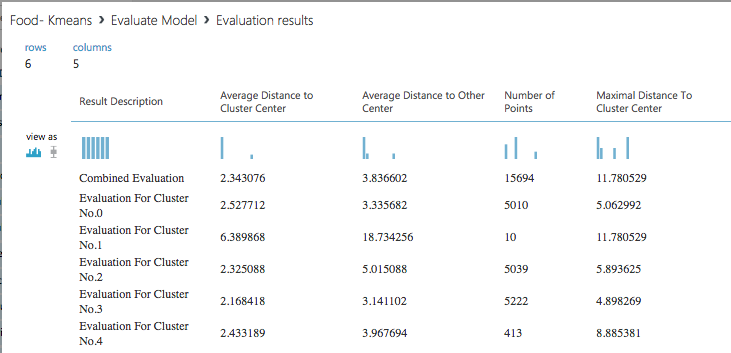 Food- Kmeans › Evaluate Model › Evaluation results
rows columns
6 5
Result Description Average Distance to Cluster Center Average Distance to Other Center Number of Points Maximal Distance To Cluster Center
view as
Combined Evaluation 2.343076 3.836602 15694 11.780529
Evaluation For Cluster No.0 2.527712 3.335682 5010 5.062992
Evaluation For Cluster No.1 6.389868 18.734256 10 11.780529
Evaluation For Cluster No.2 2.325088 5.015088 5039 5.893625
Evaluation For Cluster No.3 2.168418 3.141102 5222 4.898269
Evaluation For Cluster No.4 2.433189 3.967694 413 8.885381